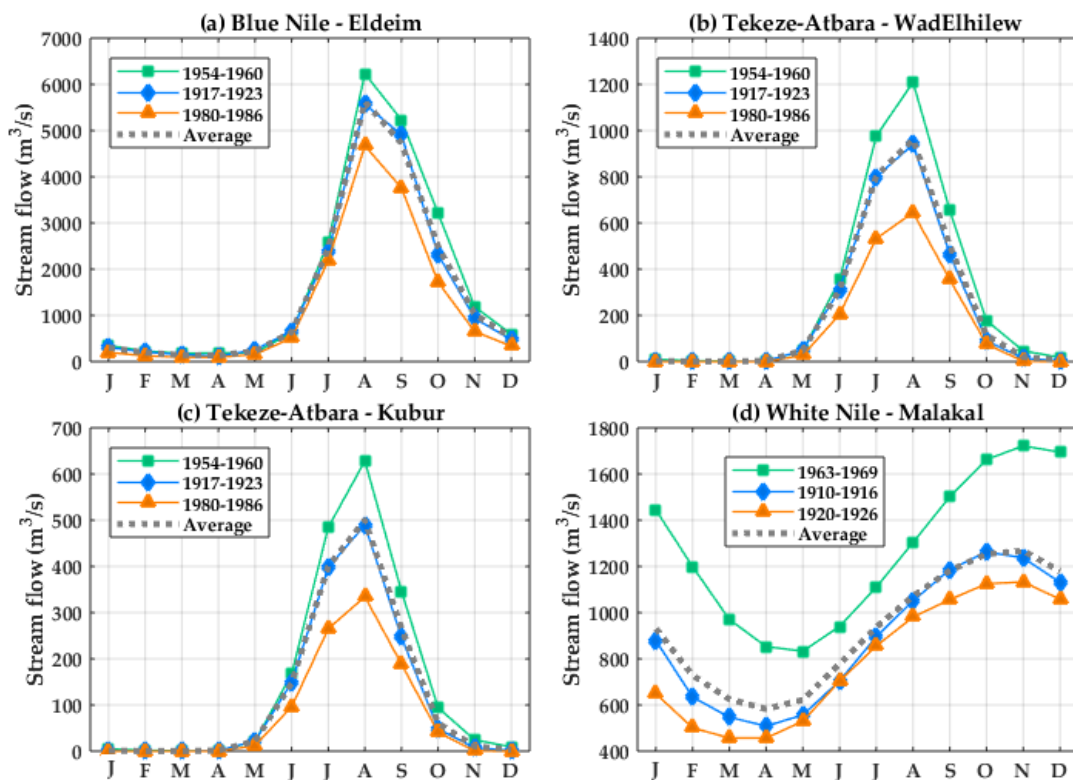 (a) Blue Nile - Eldeim
Stream flow (m³/s)
7000
6000
5000
4000
3000
2000
1000
0
1954-1960
1917-1923
1980-1986
Average
J F M A M J J A S O N D
(b) Tekeze-Atbara - WadElhilew
Stream flow (m³/s)
1400
1200
1000
800
600
400
200
0
1954-1960
1917-1923
1980-1986
Average
J F M A M J J A S O N D
(c) Tekeze-Atbara - Kubur
Stream flow (m³/s)
700
600
500
400
300
200
100
0
1954-1960
1917-1923
1980-1986
Average
J F M A M J J A S O N D
(d) White Nile - Malakal
Stream flow (m³/s)
1800
1600
1400
1200
1000
800
600
400
1963-1969
1910-1916
1920-1926
Average
J F M A M J J A S O N D